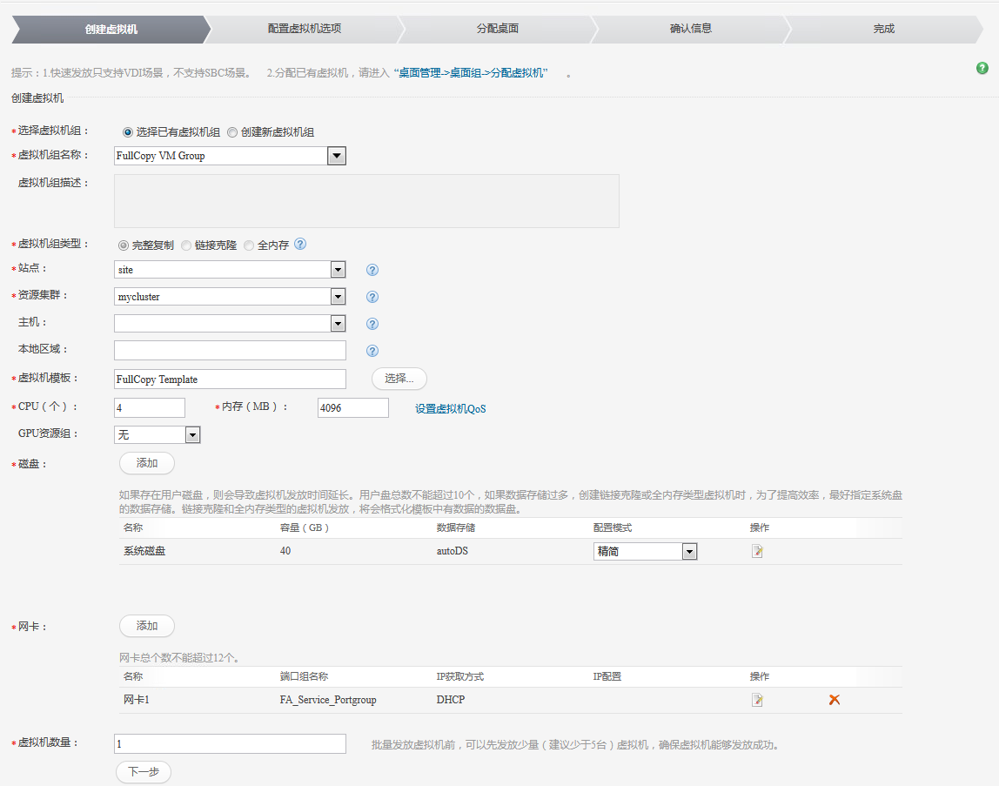 创建虚拟机 配置虚拟机选项 分配桌面 确认信息 完成
提示：1.快速发放只支持VDI场景，不支持SBC场景。 2.分配已有虚拟机，请进入 “桌面管理->桌面组->分配虚拟机” 。
创建虚拟机
*选择虚拟机组： 选择已有虚拟机组 创建新虚拟机组
*虚拟机组名称： FullCopy VM Group
虚拟机组描述：
*虚拟机组类型： 完整复制 链接克隆 全内存
*站点： site
*资源集群： mycluster
主机：
本地区域：
*虚拟机模板： FullCopy Template 选择...
*CPU（个）： 4 *内存（MB）： 4096 设置虚拟机QoS
GPU资源组： 无
*磁盘： 添加
如果存在用户磁盘，则会导致虚拟机发放时间延长。用户盘总数不能超过10个，如果数据存储过多，创建链接克隆或全内存类型虚拟机时，为了提高效率，最好指定系统盘
的数据存储。链接克隆和全内存类型的虚拟机发放，将会格式化模板中有数据的数据盘。
名称 容量（GB） 数据存储 配置模式 操作
系统磁盘 40 autoDS 精简
*网卡： 添加
网卡总个数不能超过12个。
名称 端口组名称 IP获取方式 IP配置 操作
网卡1 FA_Service_Portgroup DHCP
*虚拟机数量： 1 批量发放虚拟机前，可以先发放少量（建议少于5台）虚拟机，确保虚拟机能够发放成功。
下一步